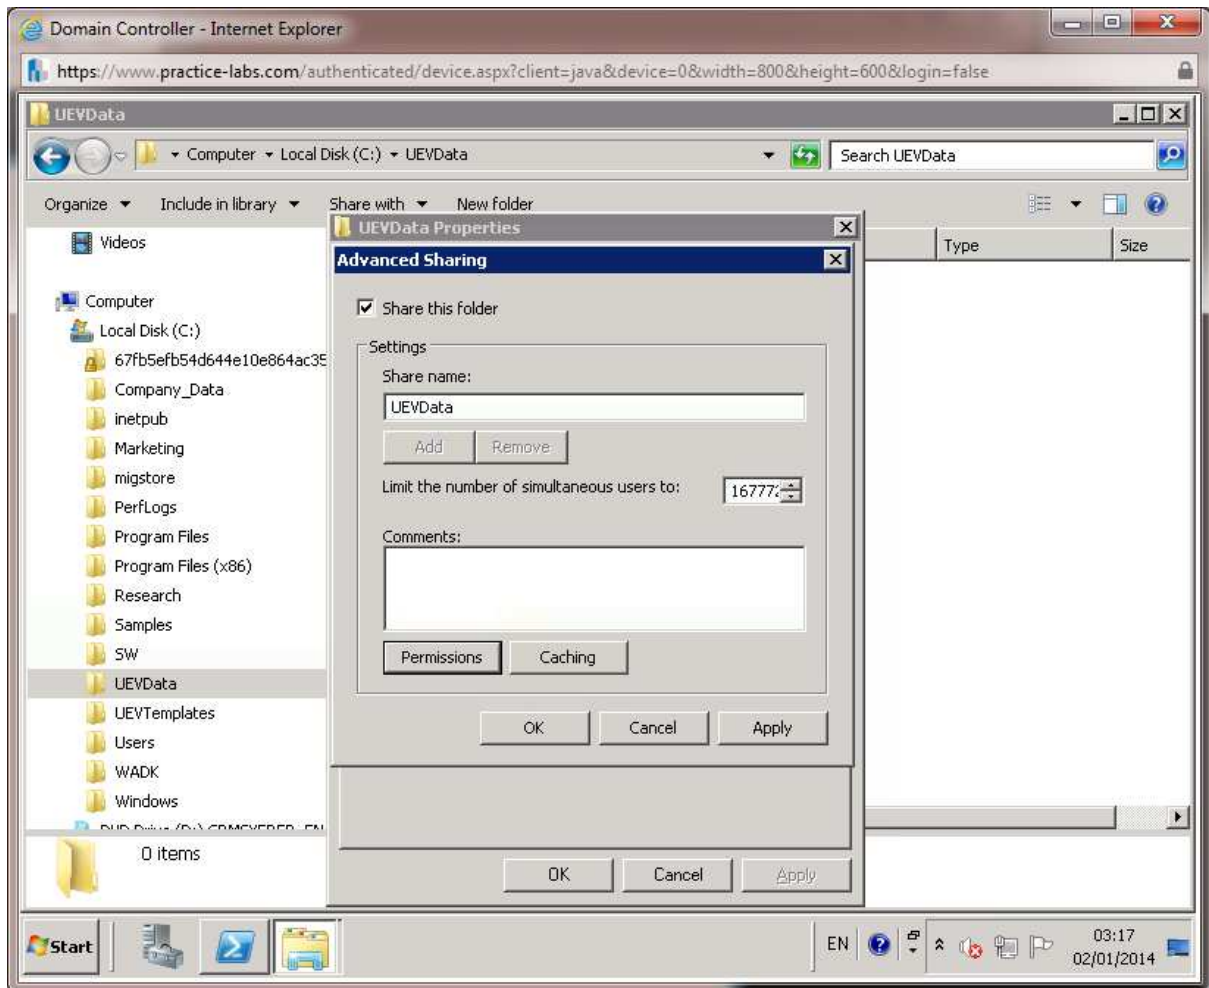 Domain Controller - Internet Explorer
https://www.practice-labs.com/authenticated/device.aspx?client=java&device=0&width=800&height=600&login=false
UEVData
Computer Local Disk (C:) UEVData
Search UEVData
Organize Include in library Share with New folder
Videos
Type Size
Computer
Local Disk (C:)
67fb5efb54d644e10e864ac35
Company_Data
inetpub
Marketing
migstore
PerfLogs
Program Files
Program Files (x86)
Research
Samples
SW
UEVData
UEVTemplates
Users
WADK
Windows
0 items
UEVData Properties
Advanced Sharing
Share this folder
Settings
Share name:
UEVData
Add Remove
Limit the number of simultaneous users to: 16777
Comments:
Permissions Caching
OK Cancel Apply
OK Cancel Apply
Start
EN
03:17
02/01/2014